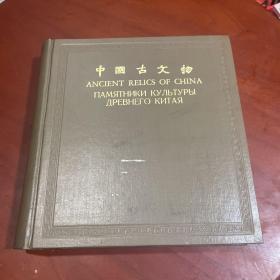 中國古文物
ANCIENT RELICS OF CHINA
ПАМЯТНИКИ КУЛЬТУРЫ
ДРЕВНЕГО КИТАЯ